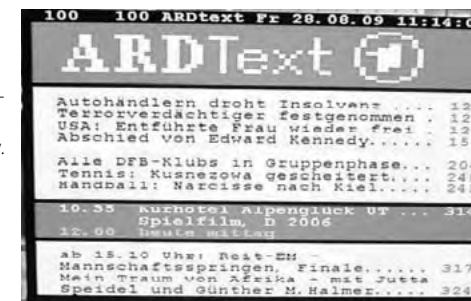 100 100 ARDtext Fr 28.08.09 11:14:0
ARDText
Autohändlern droht Insolvenz .... 12
Terrorverdächtiger festgenommen . 12
USA: Entführte Frau wieder frei . 12
Abschied von Edward Kennedy...... 15
Alle DFB-Klubs in Gruppenphase... 20
Tennis: Kusnezowa gescheitert.... 24
Handball: Narcisse nach Kiel..... 24
10.35 Kurhotel Alpenglück UT ... 31
Spielfilm, D 2006
12.00 heute mittag
ab 15.10 Uhr: Reit-EM -
Mannschaftsspringen, Finale...... 317
Mein Traum von Afrika - mit Jutta
Speidel und Günther M.Halmer.... 324